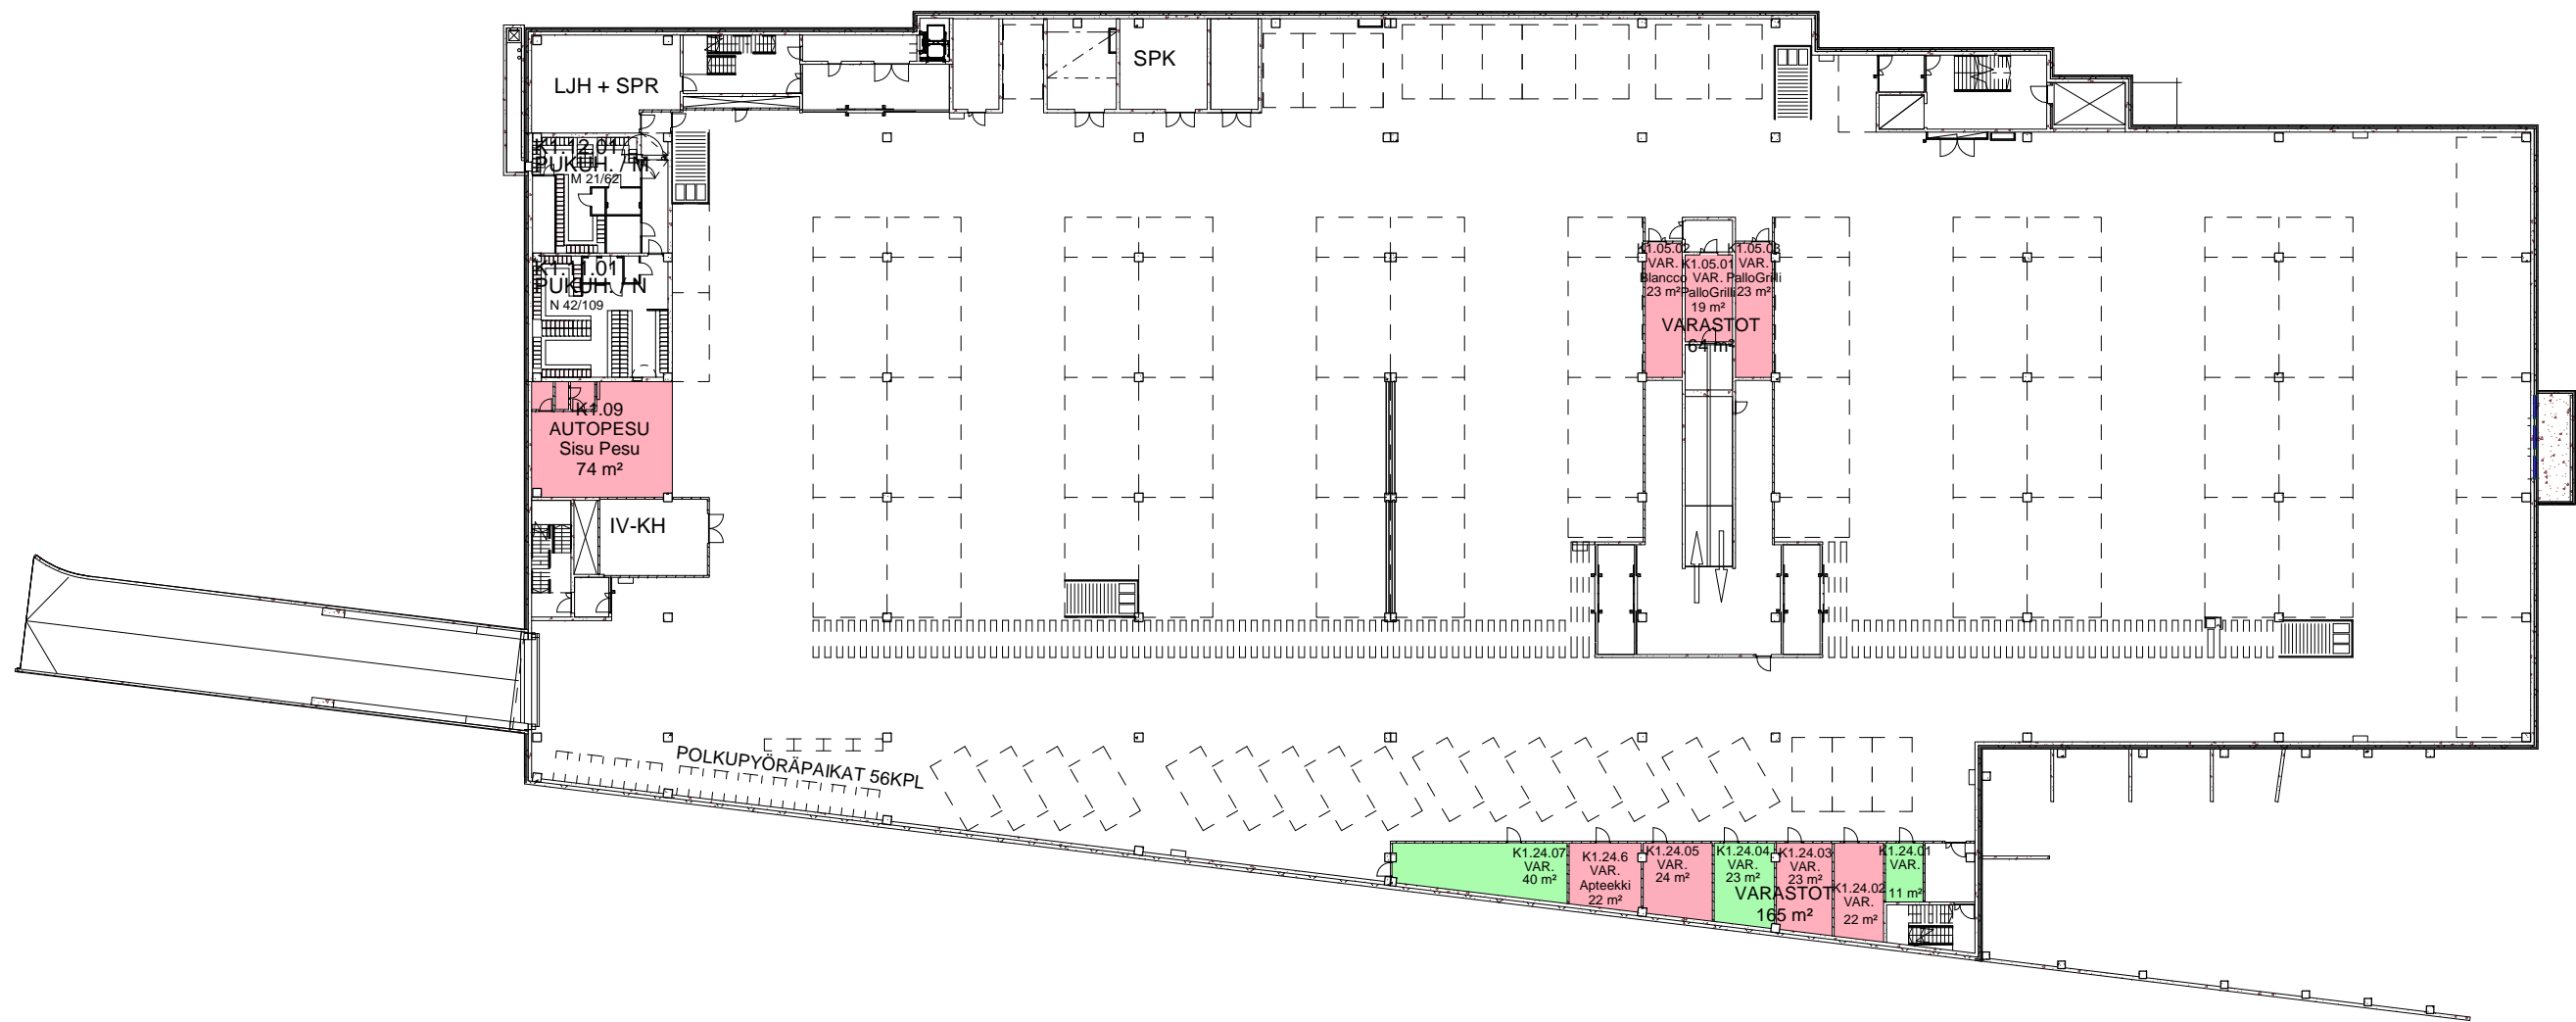 LJH + SPR
SPK
K1.12.01
PUKUH. / M
M 21/62
K1.11.01
PUKUH. / N
N 42/109
K1.05.02
VAR.
Blancco
23 m²
K1.05.01
VAR.
PalloGrilli
19 m²
K1.05.03
VAR.
PalloGrilli
23 m²
VARASTOT
64 m²
K1.09
AUTOPESU
Sisu Pesu
74 m²
IV-KH
POLKUPYÖRÄPAIKAT 56KPL
K1.24.07
VAR.
40 m²
K1.24.6
VAR.
Apteekki
22 m²
K1.24.05
VAR.
24 m²
K1.24.04
VAR.
23 m²
K1.24.03
VAR.
23 m²
K1.24.02
VAR.
22 m²
K1.24.01
VAR.
11 m²
VARASTOT
165 m²